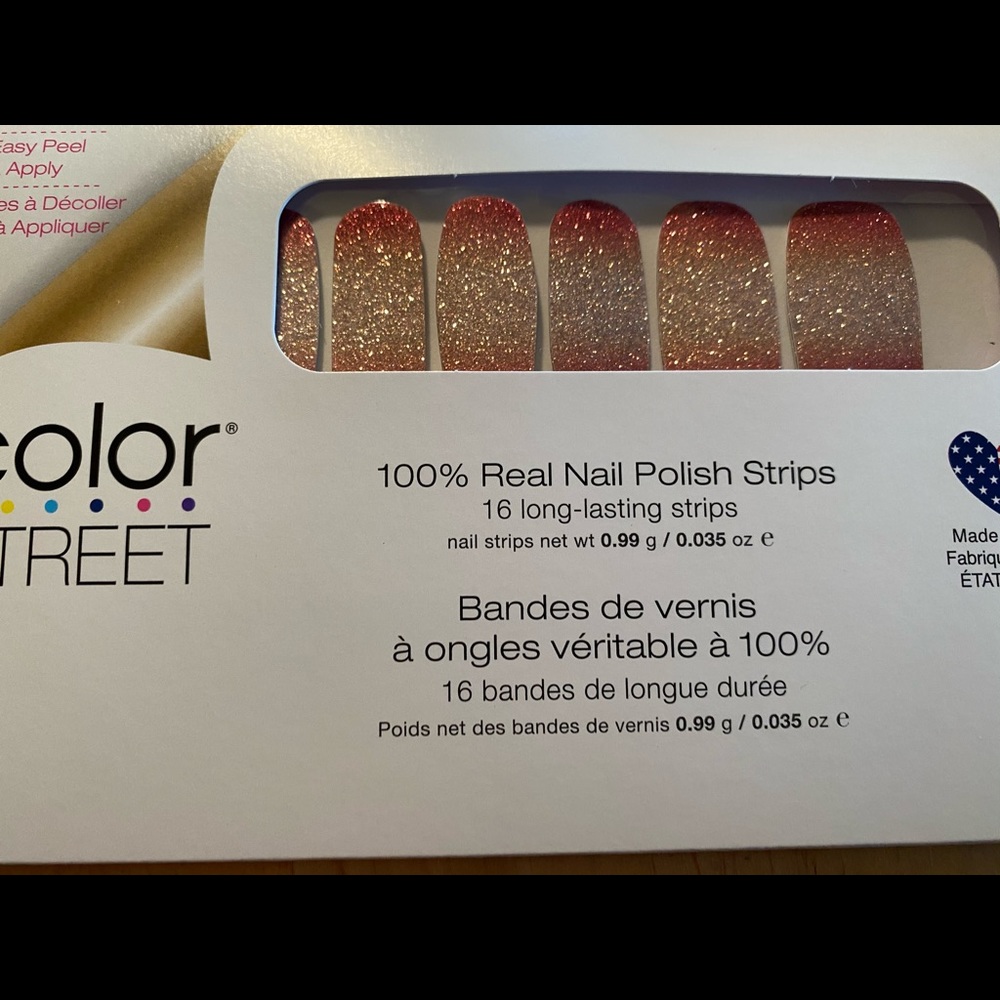 Easy Peel
Apply
es à Décoller
à Appliquer
color®
TREET
100% Real Nail Polish Strips
16 long-lasting strips
nail strips net wt 0.99 g / 0.035 oz e
Bandes de vernis
à ongles véritable à 100%
16 bandes de longue durée
Poids net des bandes de vernis 0.99 g / 0.035 oz e
Made
Fabriqu
ÉTAT